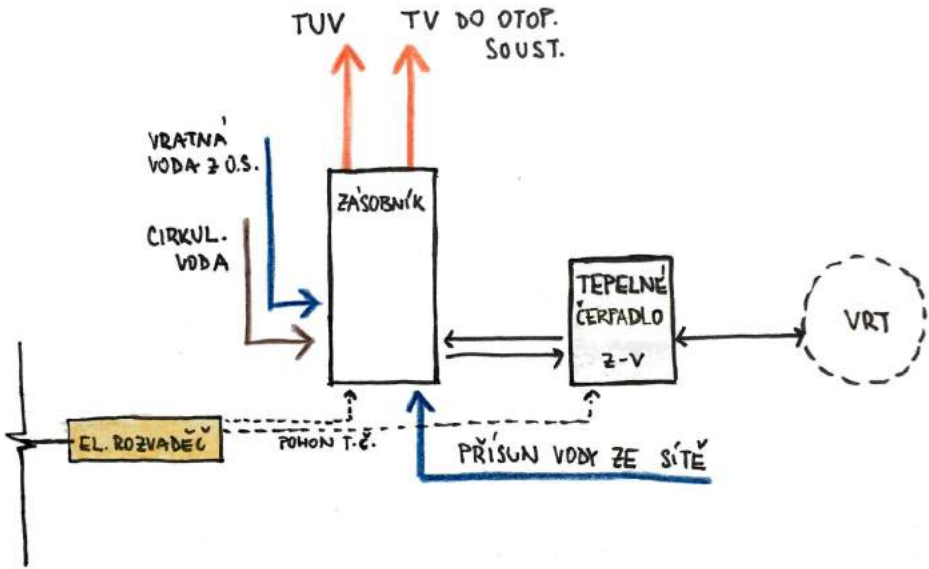 TUV
TV DO OTOP.
SOUST.
VRATNÁ
VODA Z O.S.
ZÁSOBNÍK
CIRKUL.
VODA
TEPELNÉ
ČERPADLO
Z-V
VRT
EL. ROZVADĚČ
POHON T.Č.
PŘÍSUN VODY ZE SÍTĚ